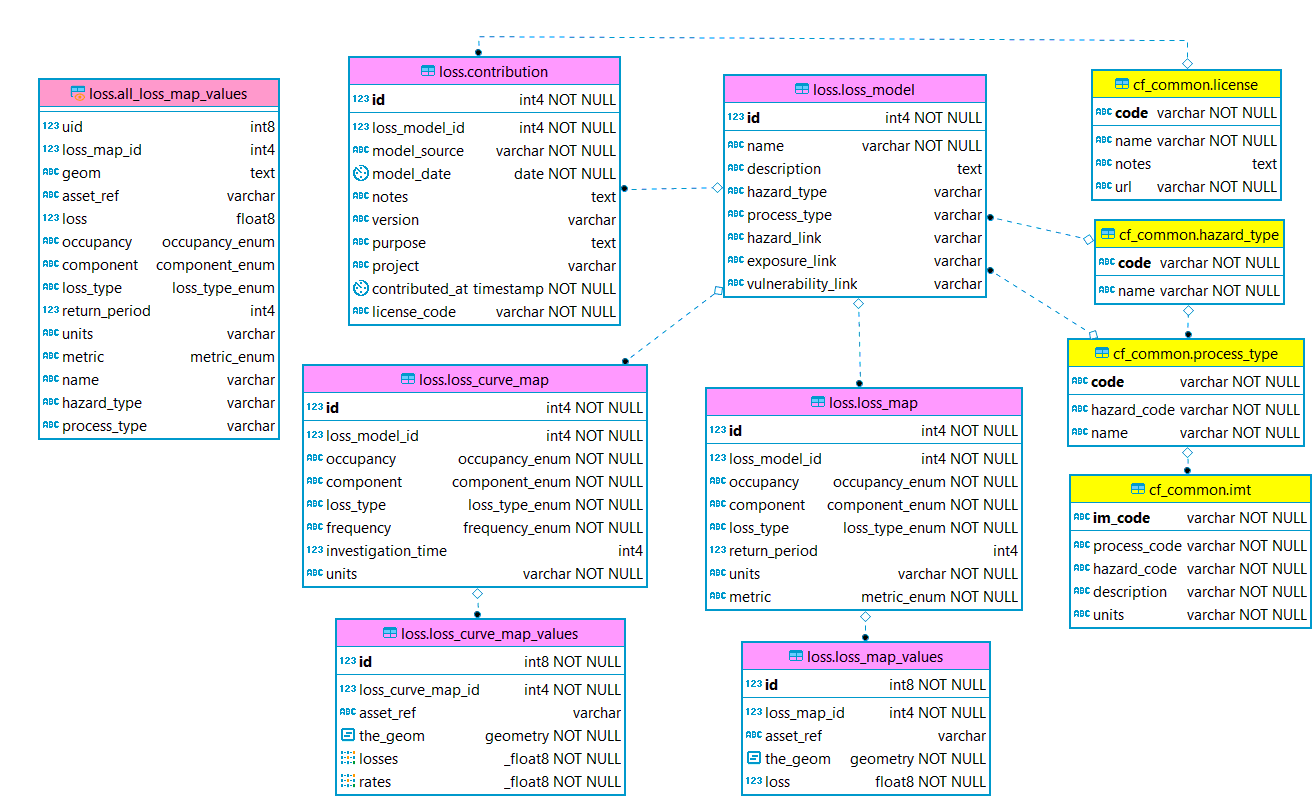 loss.all_loss_map_values
123 uid int8
123 loss_map_id int4
ABC geom text
ABC asset_ref varchar
123 loss float8
ABC occupancy occupancy_enum
ABC component component_enum
ABC loss_type loss_type_enum
123 return_period int4
ABC units varchar
ABC metric metric_enum
ABC name varchar
ABC hazard_type varchar
ABC process_type varchar
loss.contribution
123 id int4 NOT NULL
123 loss_model_id int4 NOT NULL
ABC model_source varchar NOT NULL
model_date date NOT NULL
ABC notes text
ABC version varchar
ABC purpose text
ABC project varchar
contributed_at timestamp NOT NULL
ABC license_code varchar NOT NULL
loss.loss_model
123 id int4 NOT NULL
ABC name varchar NOT NULL
ABC description text
ABC hazard_type varchar
ABC process_type varchar
ABC hazard_link varchar
ABC exposure_link varchar
ABC vulnerability_link varchar
cf_common.license
ABC code varchar NOT NULL
ABC name varchar NOT NULL
ABC notes text
ABC url varchar NOT NULL
cf_common.hazard_type
ABC code varchar NOT NULL
ABC name varchar NOT NULL
cf_common.process_type
ABC code varchar NOT NULL
ABC hazard_code varchar NOT NULL
ABC name varchar NOT NULL
cf_common.imt
ABC im_code varchar NOT NULL
ABC process_code varchar NOT NULL
ABC hazard_code varchar NOT NULL
ABC description varchar NOT NULL
ABC units varchar NOT NULL
loss.loss_curve_map
123 id int4 NOT NULL
123 loss_model_id int4 NOT NULL
ABC occupancy occupancy_enum NOT NULL
ABC component component_enum NOT NULL
ABC loss_type loss_type_enum NOT NULL
ABC frequency frequency_enum NOT NULL
123 investigation_time int4
ABC units varchar NOT NULL
loss.loss_map
123 id int4 NOT NULL
123 loss_model_id int4 NOT NULL
ABC occupancy occupancy_enum NOT NULL
ABC component component_enum NOT NULL
ABC loss_type loss_type_enum NOT NULL
123 return_period int4
ABC units varchar NOT NULL
ABC metric metric_enum NOT NULL
loss.loss_curve_map_values
123 id int8 NOT NULL
123 loss_curve_map_id int4 NOT NULL
ABC asset_ref varchar
the_geom geometry NOT NULL
losses _float8 NOT NULL
rates _float8 NOT NULL
loss.loss_map_values
123 id int8 NOT NULL
123 loss_map_id int4 NOT NULL
ABC asset_ref varchar
the_geom geometry NOT NULL
123 loss float8 NOT NULL